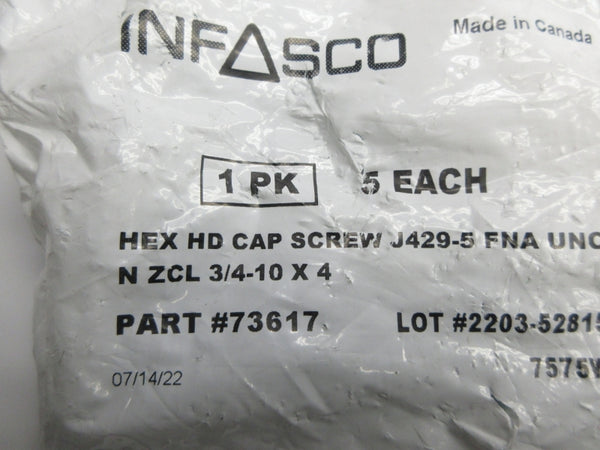 INFASCO
Made in Canada
1 PK 5 EACH
HEX HD CAP SCREW J429-5 FNA UNC
N ZCL 3/4-10 X 4
PART #73617 LOT #2203-52815
07/14/22
7575V